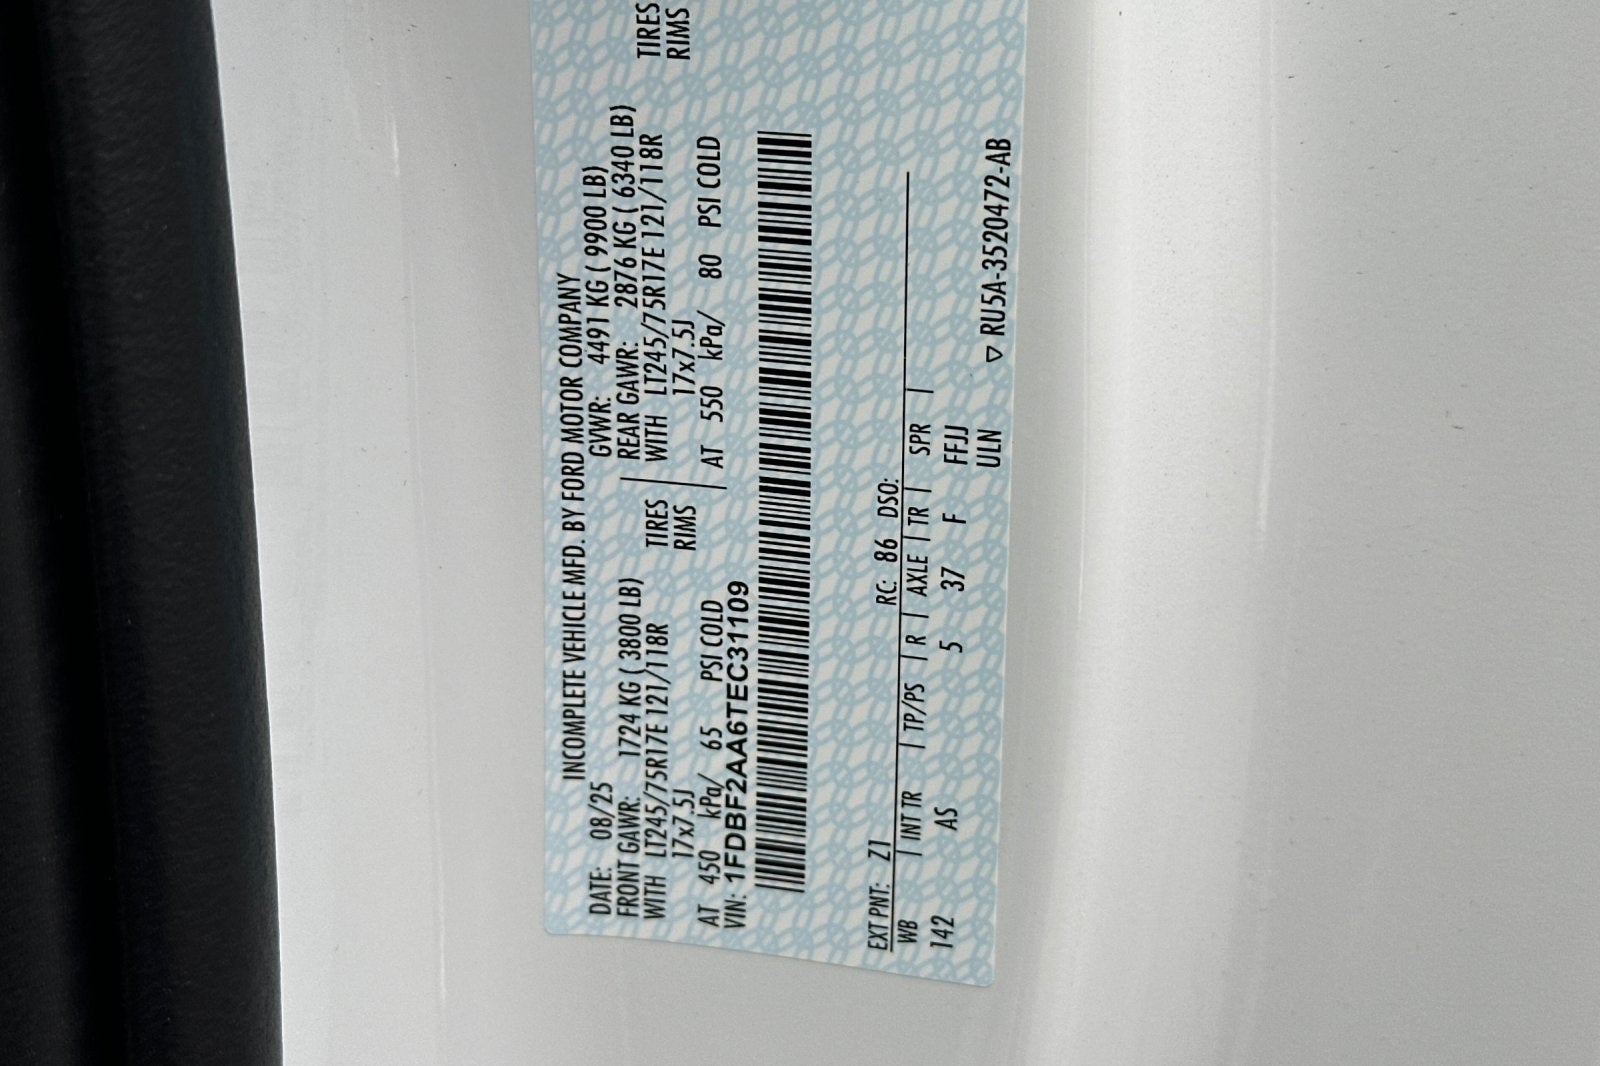 INCOMPLETE VEHICLE MFD. BY FORD MOTOR COMPANY
DATE: 08/25 GVWR: 4491 KG ( 9900 LB)
FRONT GAWR: 1724 KG ( 3800 LB) REAR GAWR: 2876 KG ( 6340 LB)
WITH LT245/75R17E 121/118R TIRES WITH LT245/75R17E 121/118R TIRES
17x7.5J RIMS 17x7.5J RIMS
AT 450 kPa/ 65 PSI COLD AT 550 kPa/ 80 PSI COLD
VIN: 1FDBF2AA6TEC31109
EXT PNT: Z1 RC: 86 DSO:
WB | INT TR | TP/PS | R | AXLE | TR | SPR |
142 AS 5 37 F FFJJ
ULN ▽ RU5A-3520472-AB